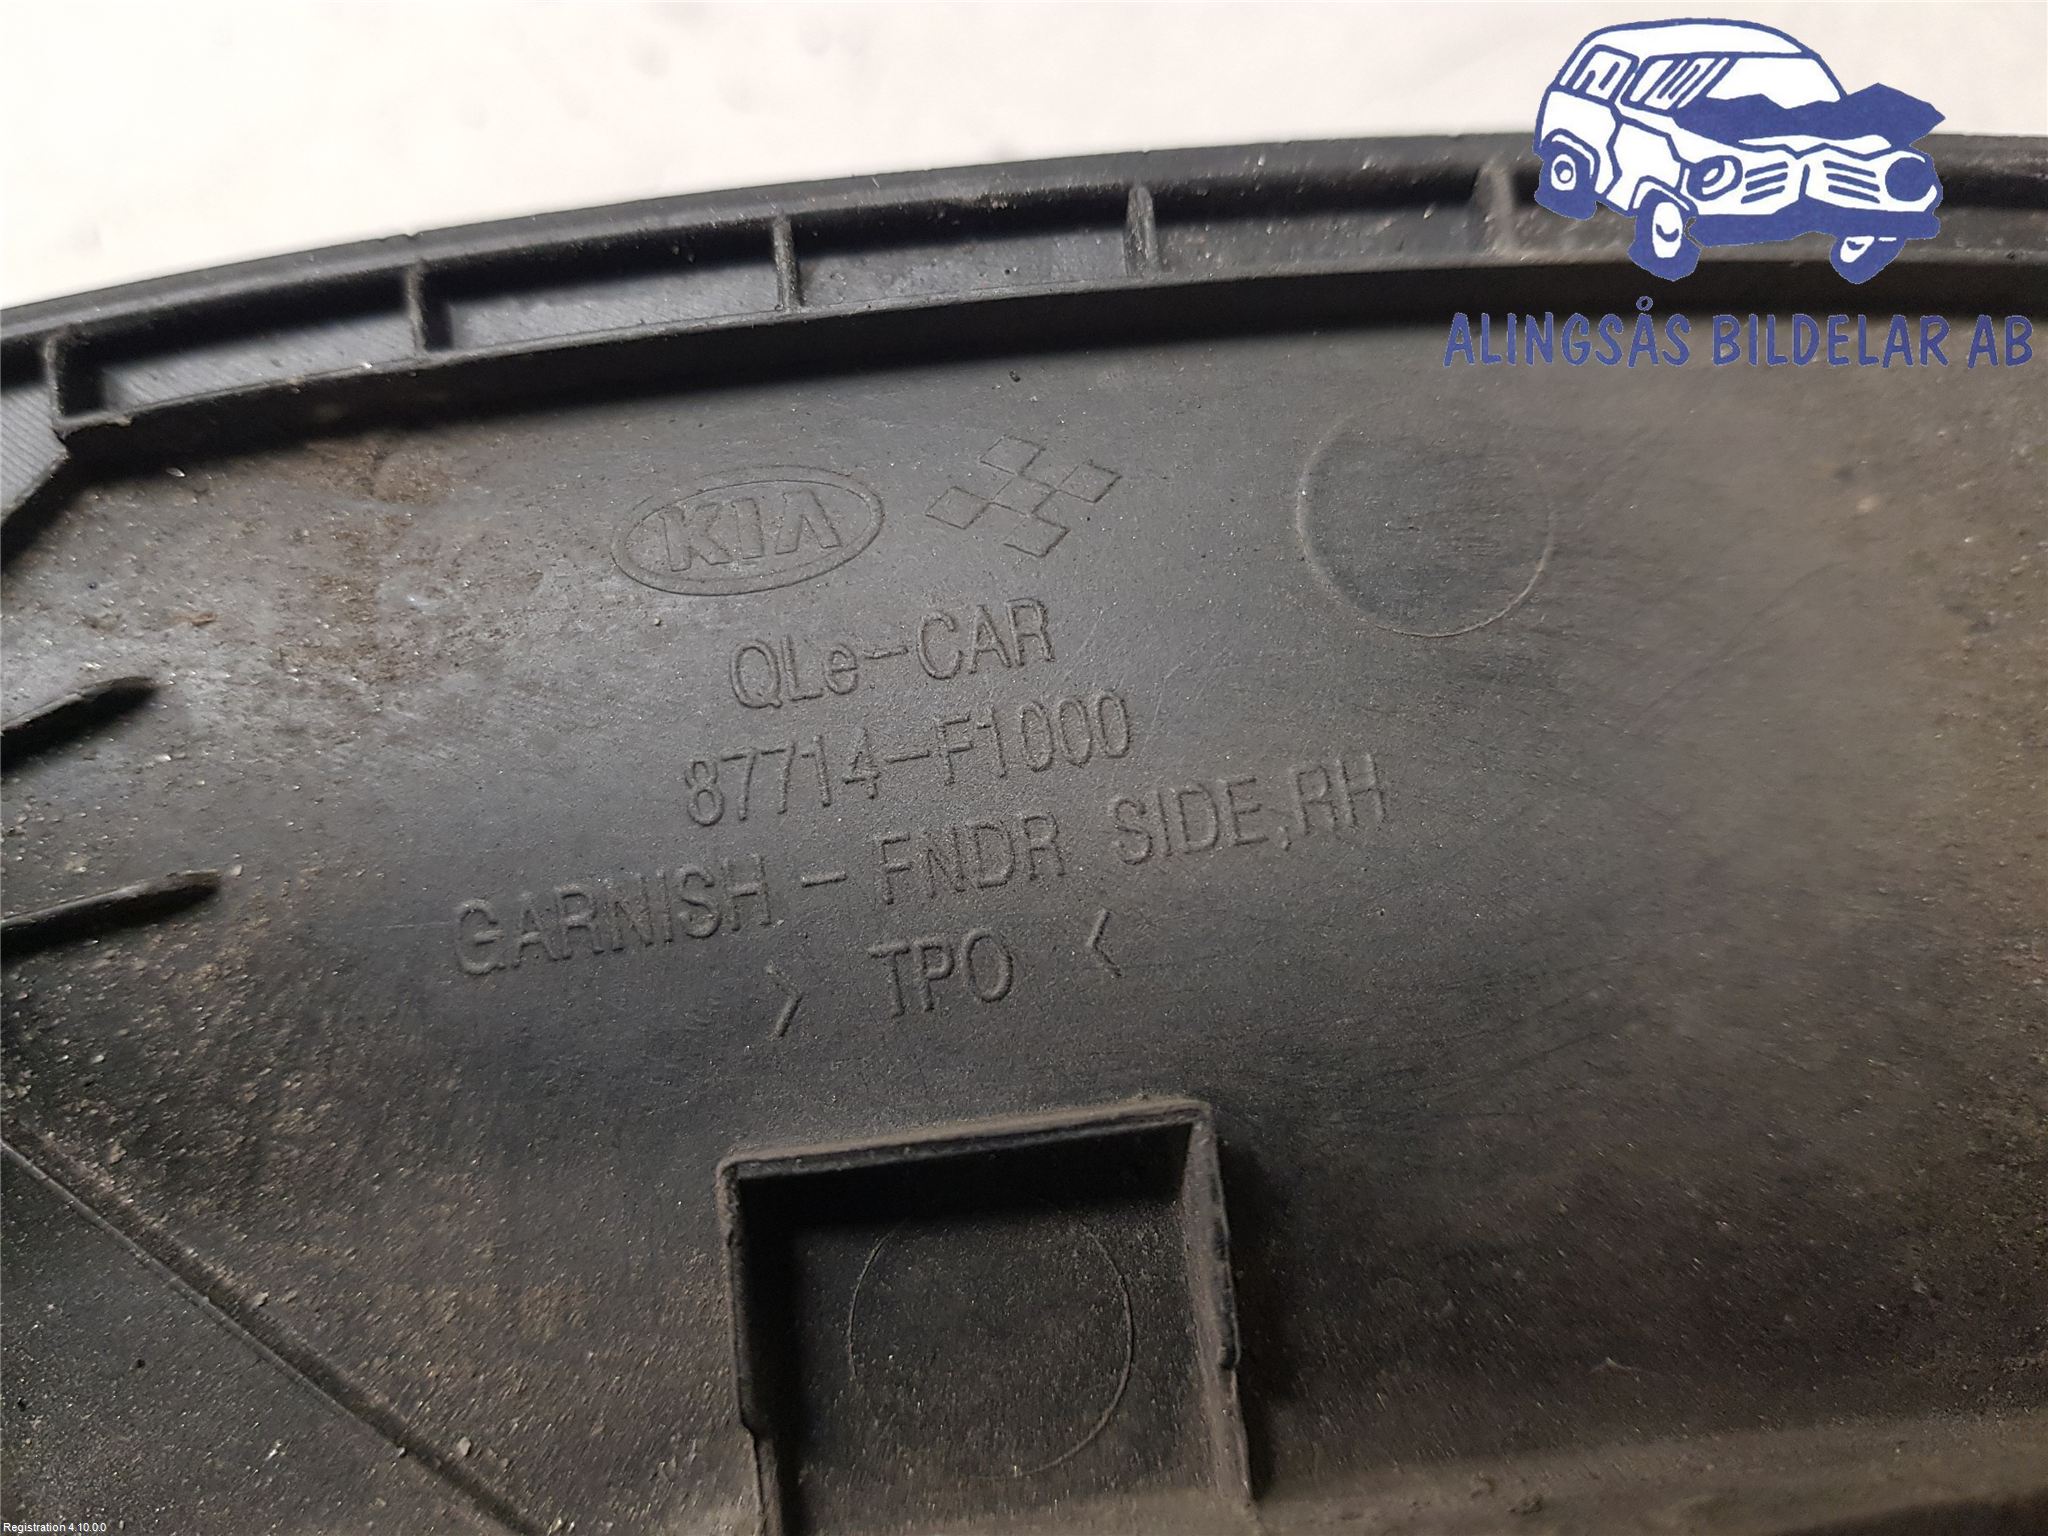 ALINGSÅS BILDELAR AB
KIA
QLe-CAR
87714-F1000
GARNISH - FNDR SIDE,RH
> TPO <
Registration 4.10.0.0